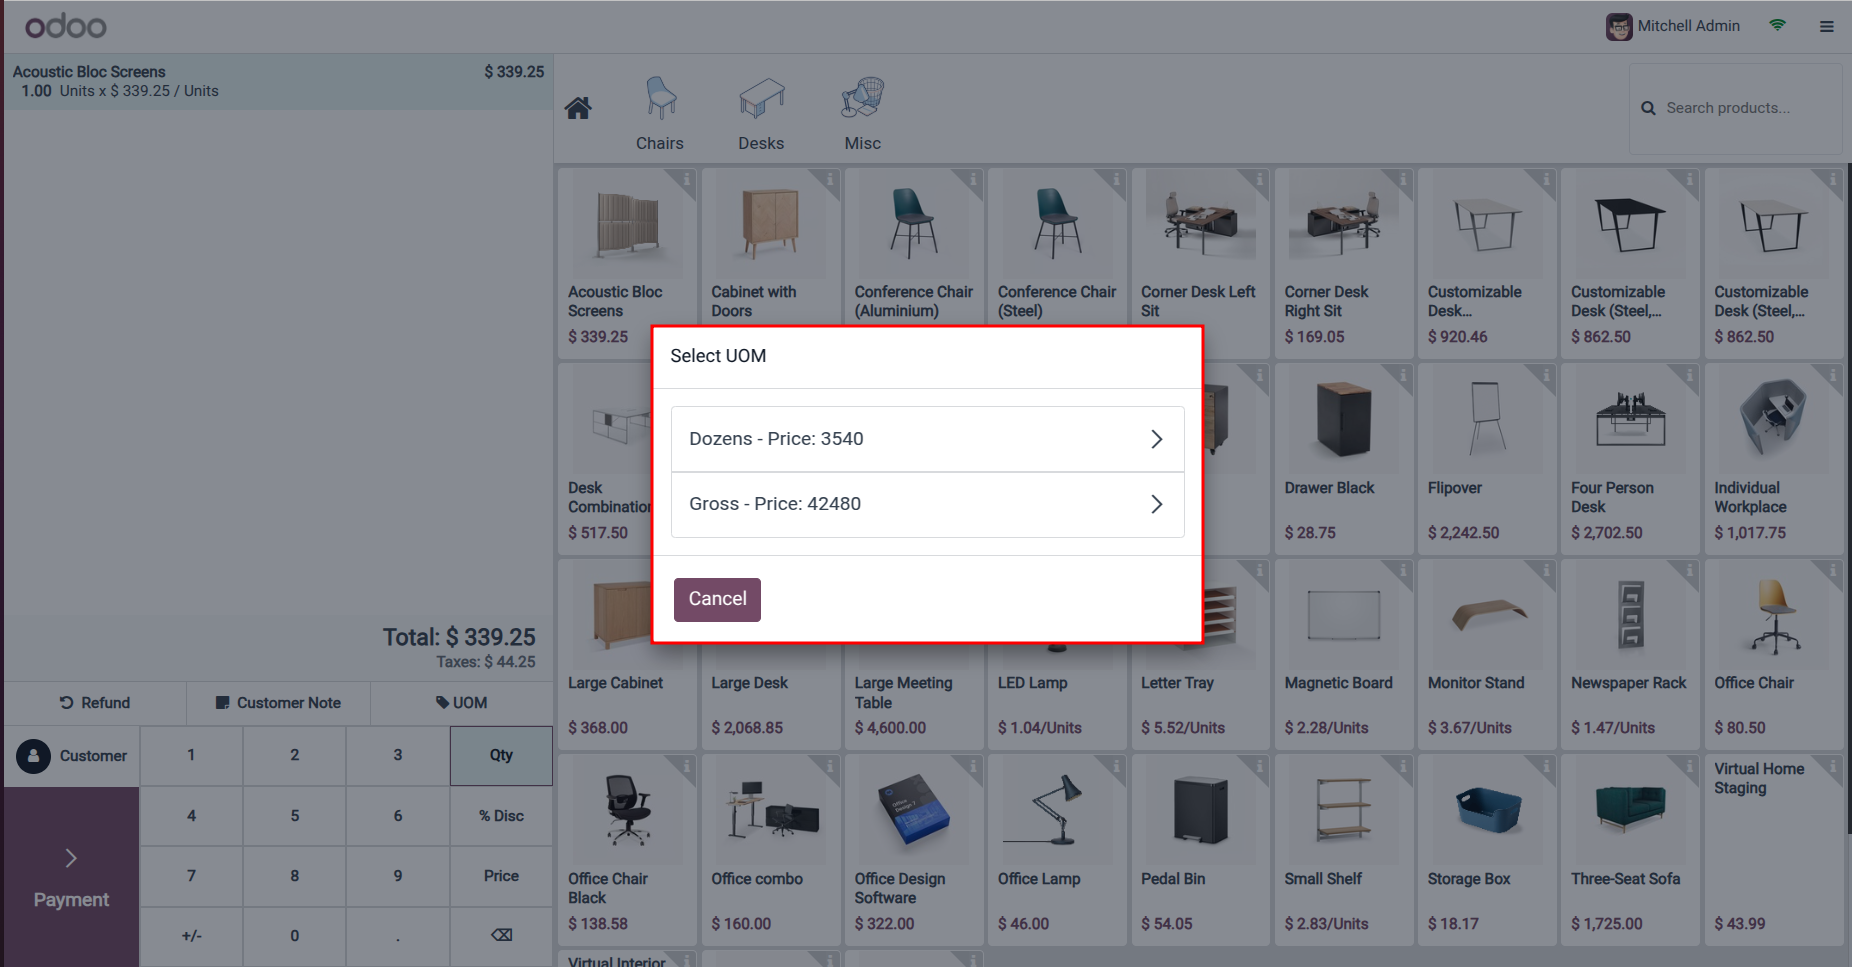 odoo
Mitchell Admin
Acoustic Bloc Screens
$ 339.25
1.00 Units x $ 339.25 / Units
Chairs
Desks
Misc
Search products...
Acoustic Bloc
Screens
$ 339.25
Cabinet with
Doors
Conference Chair
(Aluminium)
Conference Chair
(Steel)
Corner Desk Left
Sit
Corner Desk
Right Sit
$ 169.05
Customizable
Desk...
$ 920.46
Customizable
Desk (Steel,...
$ 862.50
Customizable
Desk (Steel,...
$ 862.50
Select UOM
Dozens - Price: 3540
Gross - Price: 42480
Cancel
Desk
$ 517.50
Drawer Black
$ 28.75
Flipover
$ 2,242.50
Four Person
Desk
$ 2,702.50
Individual
Workplace
$ 1,017.75
Large Cabinet
$ 368.00
Large Desk
$ 2,068.85
Large Meeting
Table
$ 4,600.00
LED Lamp
$ 1.04/Units
Letter Tray
$ 5.52/Units
Magnetic Board
$ 2.28/Units
Monitor Stand
$ 3.67/Units
Newspaper Rack
$ 1.47/Units
Office Chair
$ 80.50
Office Chair
Black
$ 138.58
Office combo
$ 160.00
Office
Design 7
Office Design
Software
$ 322.00
Office Lamp
$ 46.00
Pedal Bin
$ 54.05
Small Shelf
$ 2.83/Units
Storage Box
$ 18.17
Three-Seat Sofa
$ 1,725.00
Virtual Home
Staging
$ 43.99
Virtual Interior
Total: $ 339.25
Taxes: $ 44.25
Refund
Customer Note
UOM
Customer
1
2
3
Qty
4
5
6
% Disc
7
8
9
Price
+/-
0
.
Payment